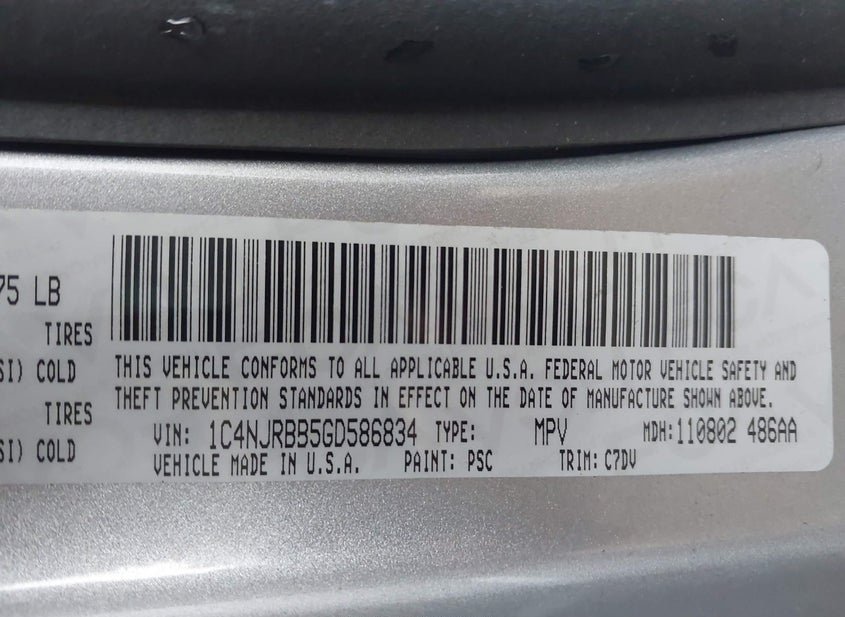 75 LB
TIRES
SI) COLD
TIRES
SI) COLD
THIS VEHICLE CONFORMS TO ALL APPLICABLE U.S.A. FEDERAL MOTOR VEHICLE SAFETY AND
THEFT PREVENTION STANDARDS IN EFFECT ON THE DATE OF MANUFACTURE SHOWN ABOVE.
VIN: 1C4NJRBB5GD586834 TYPE: MPV MDH:110802 486AA
VEHICLE MADE IN U.S.A. PAINT: PSC TRIM: C7DV